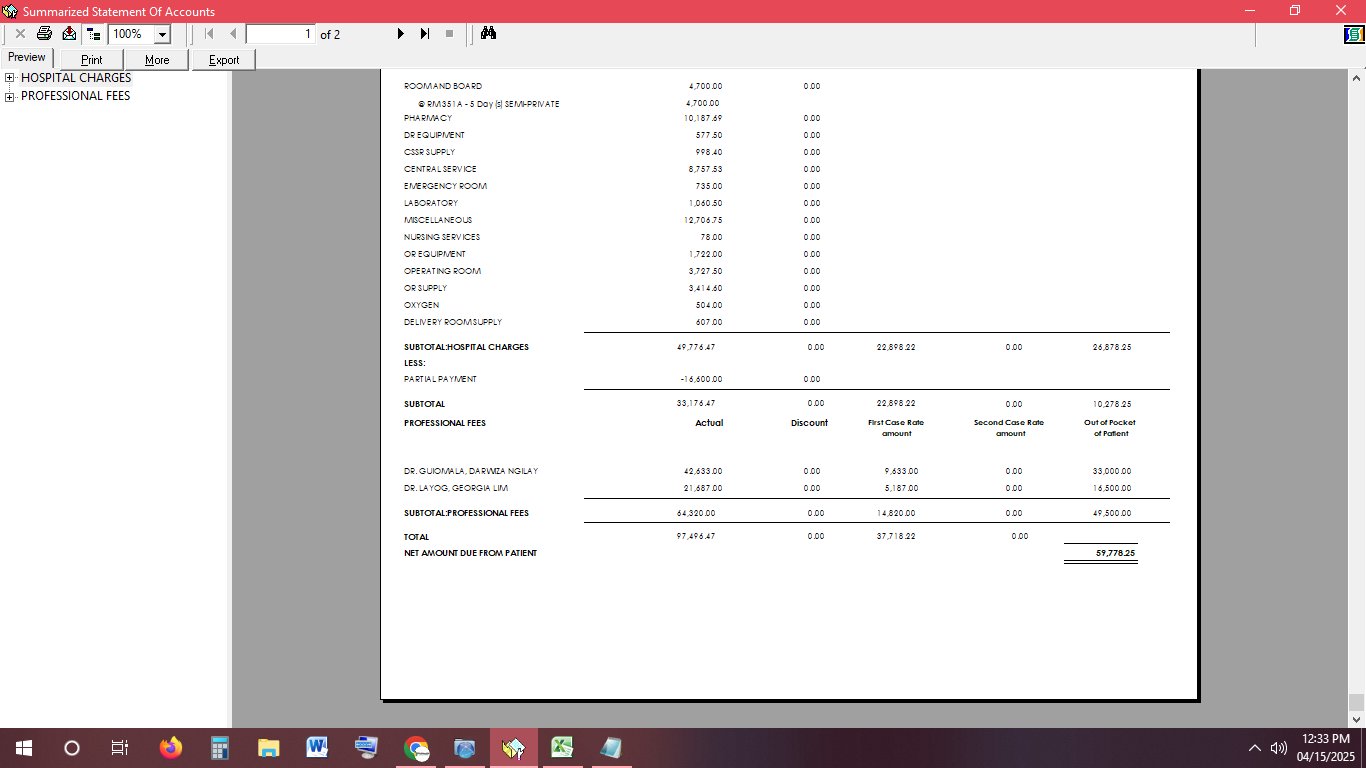 Summarized Statement Of Accounts
100% 1 of 2
Preview Print More Export
HOSPITAL CHARGES
PROFESSIONAL FEES
ROOM AND BOARD 4,700.00 0.00
@ RM351A - 5 Day (s) SEMI-PRIVATE 4,700.00
PHARMACY 10,187.69 0.00
DR EQUIPMENT 577.50 0.00
CSSR SUPPLY 998.40 0.00
CENTRAL SERVICE 8,757.53 0.00
EMERGENCY ROOM 735.00 0.00
LABORATORY 1,060.50 0.00
MISCELLANEOUS 12,706.75 0.00
NURSING SERVICES 78.00 0.00
OR EQUIPMENT 1,722.00 0.00
OPERATING ROOM 3,727.50 0.00
OR SUPPLY 3,414.60 0.00
OXYGEN 504.00 0.00
DELIVERY ROOM SUPPLY 607.00 0.00
SUBTOTAL:HOSPITAL CHARGES 49,776.47 0.00 22,898.22 0.00 26,878.25
LESS:
PARTIAL PAYMENT -16,600.00 0.00
SUBTOTAL 33,176.47 0.00 22,898.22 0.00 10,278.25
PROFESSIONAL FEES Actual Discount First Case Rate Second Case Rate Out of Pocket
amount amount of Patient
DR. GUIOMALA, DARWIZA NGILAY 42,633.00 0.00 9,633.00 0.00 33,000.00
DR. LAYOG, GEORGIA LIM 21,687.00 0.00 5,187.00 0.00 16,500.00
SUBTOTAL:PROFESSIONAL FEES 64,320.00 0.00 14,820.00 0.00 49,500.00
TOTAL 97,496.47 0.00 37,718.22 0.00
NET AMOUNT DUE FROM PATIENT 59,778.25
12:33 PM
04/15/2025